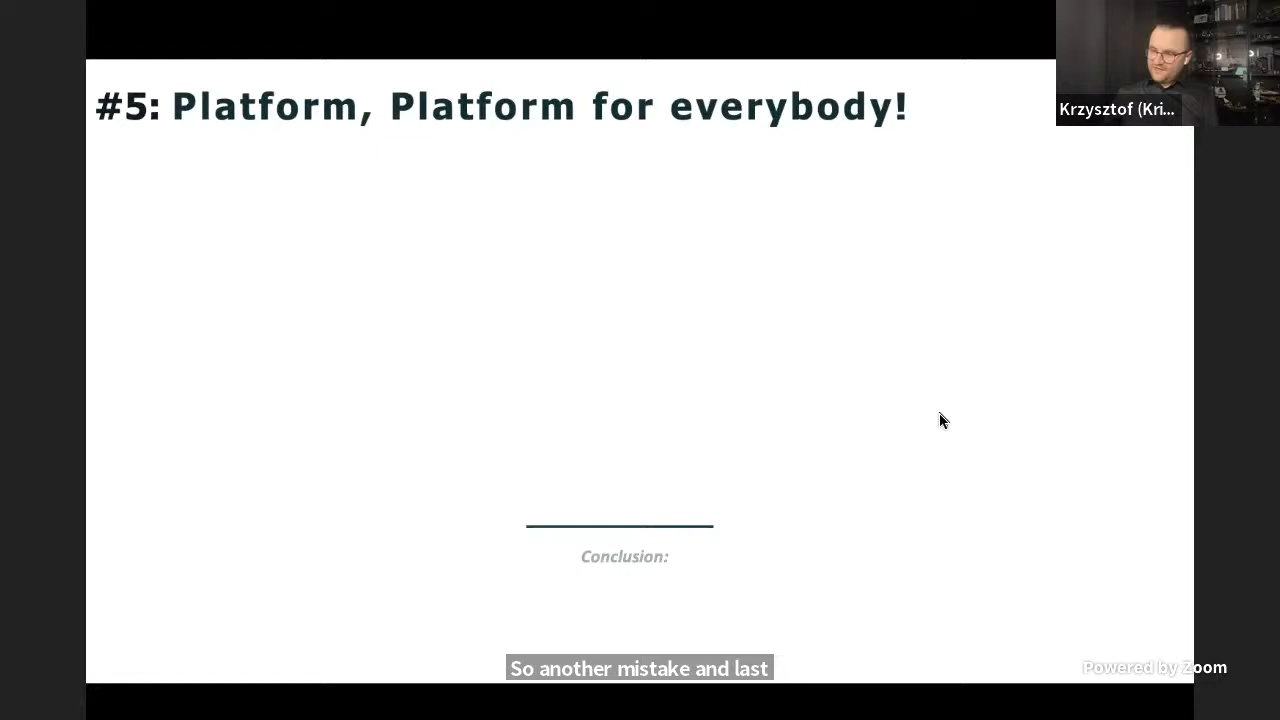 #5: Platform, Platform for everybody!
Krzysztof (Kri...
Conclusion:
So another mistake and last
Powered by Zoom